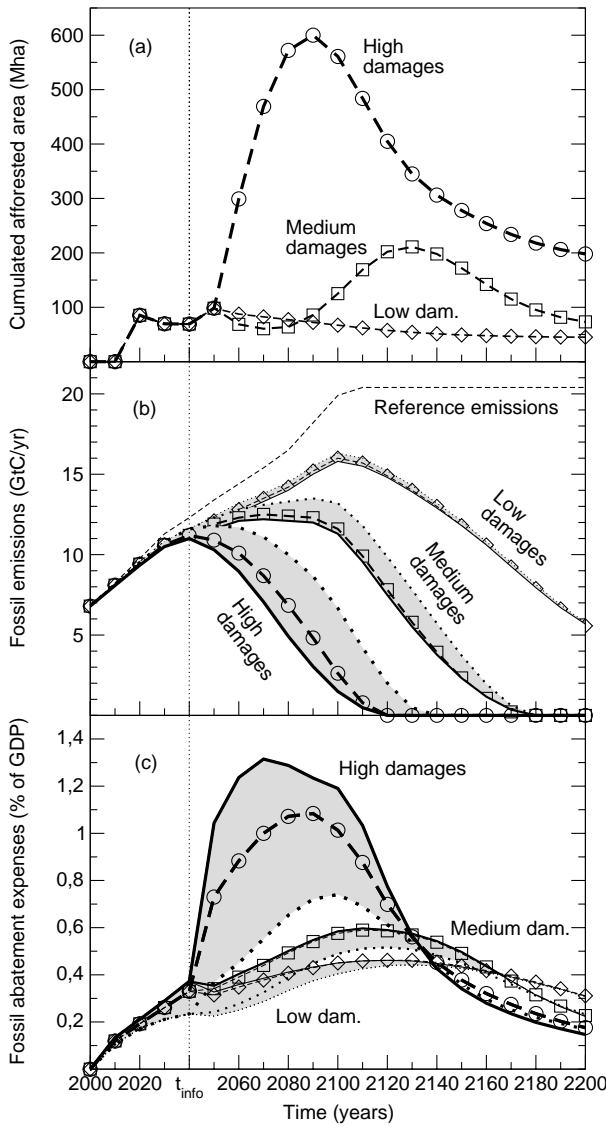 Cumulated afforested area (Mha)
600
500
400
300
200
100
(a)
High
damages
Medium
damages
Low dam.
Fossil emissions (GtC/yr)
20
15
10
5
(b)
Reference emissions
Low
damages
Medium
damages
High
damages
Fossil abatement expenses (% of GDP)
1,4
1,2
1
0,8
0,6
0,4
0,2
(c)
High damages
Medium dam.
Low dam.
2000 2020 t_info 2060 2080 2100 2120 2140 2160 2180 2200
Time (years)